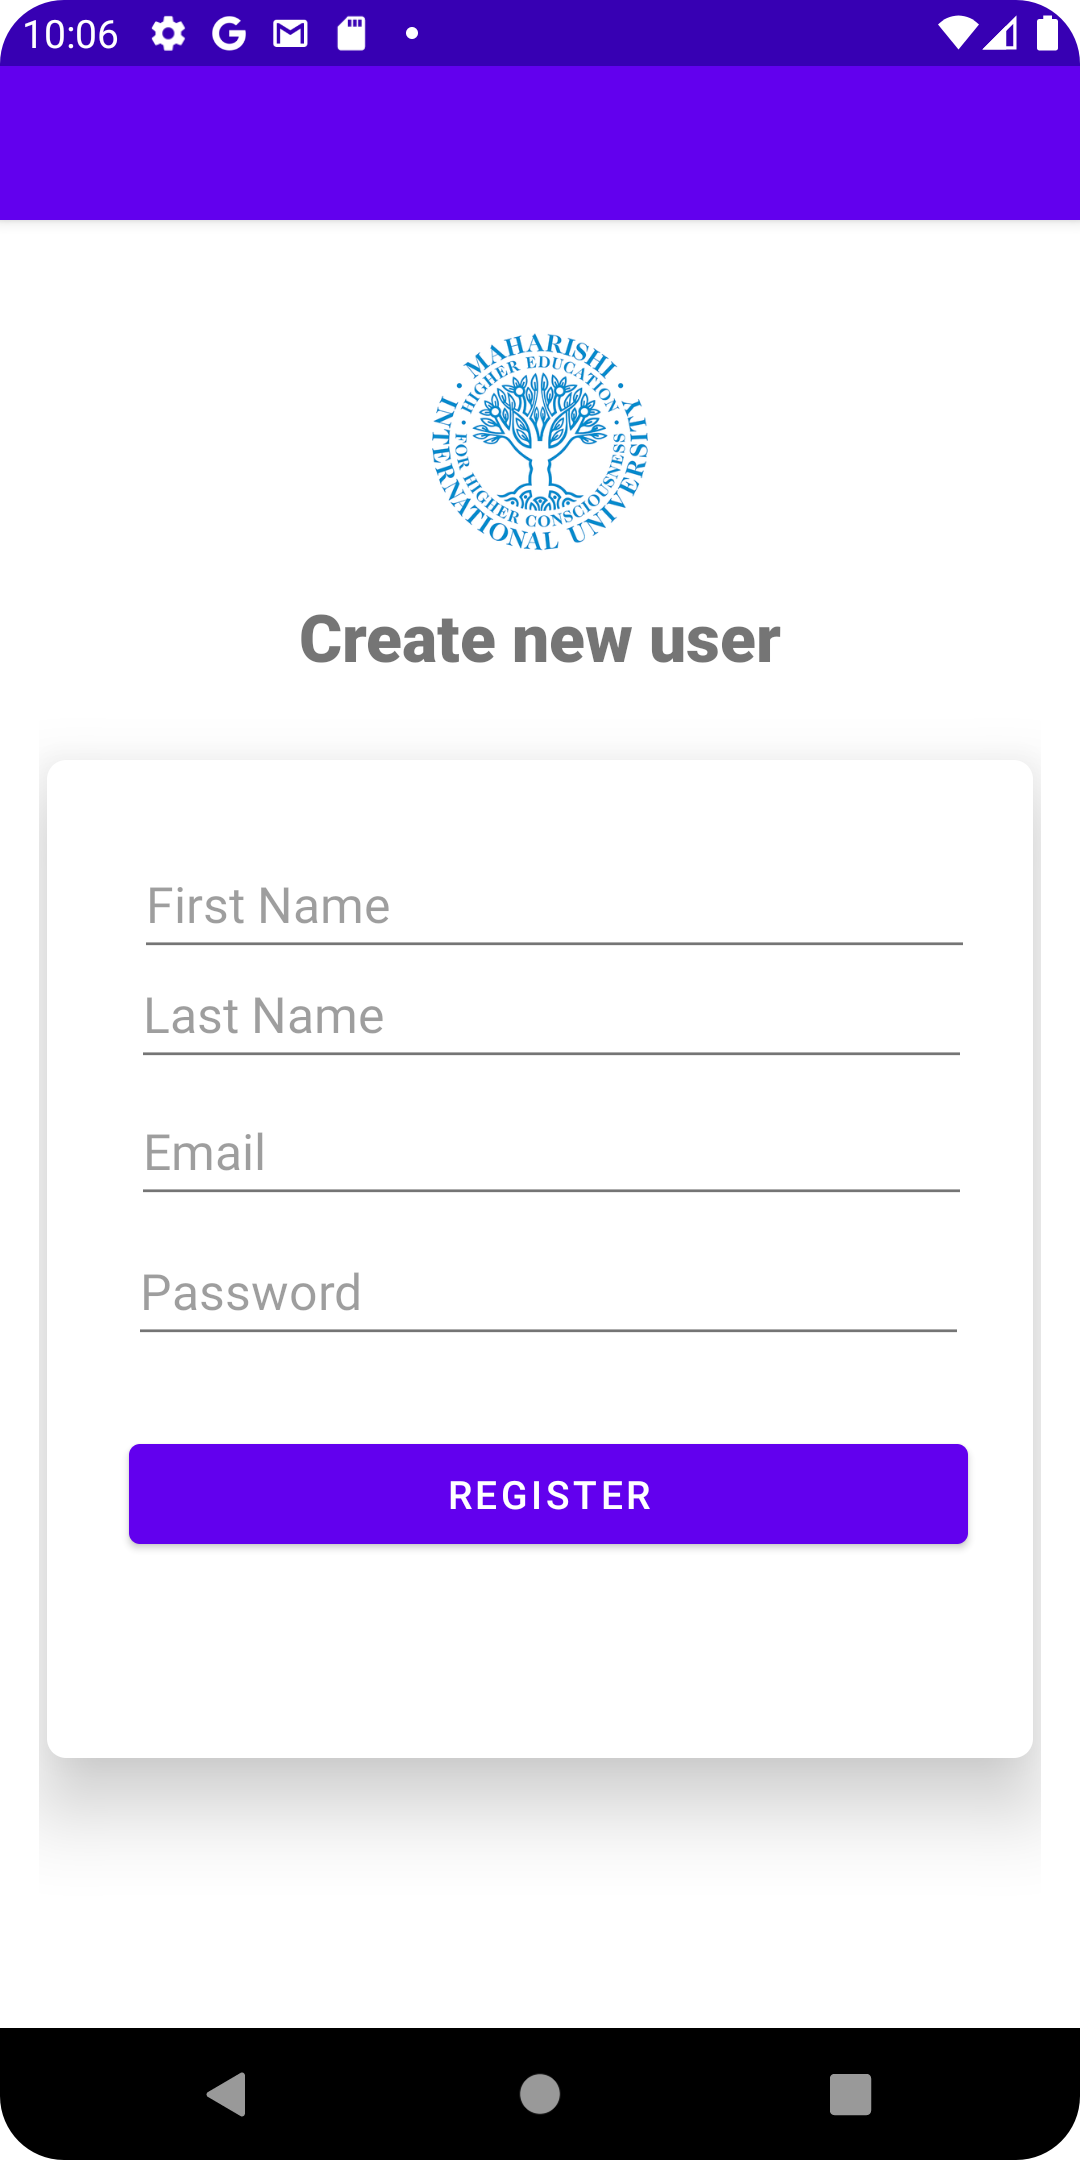 10:06
MAHARISHI
INTERNATIONAL UNIVERSITY
HIGHER EDUCATION
FOR HIGHER CONSCIOUSNESS
Create new user
First Name
Last Name
Email
Password
REGISTER